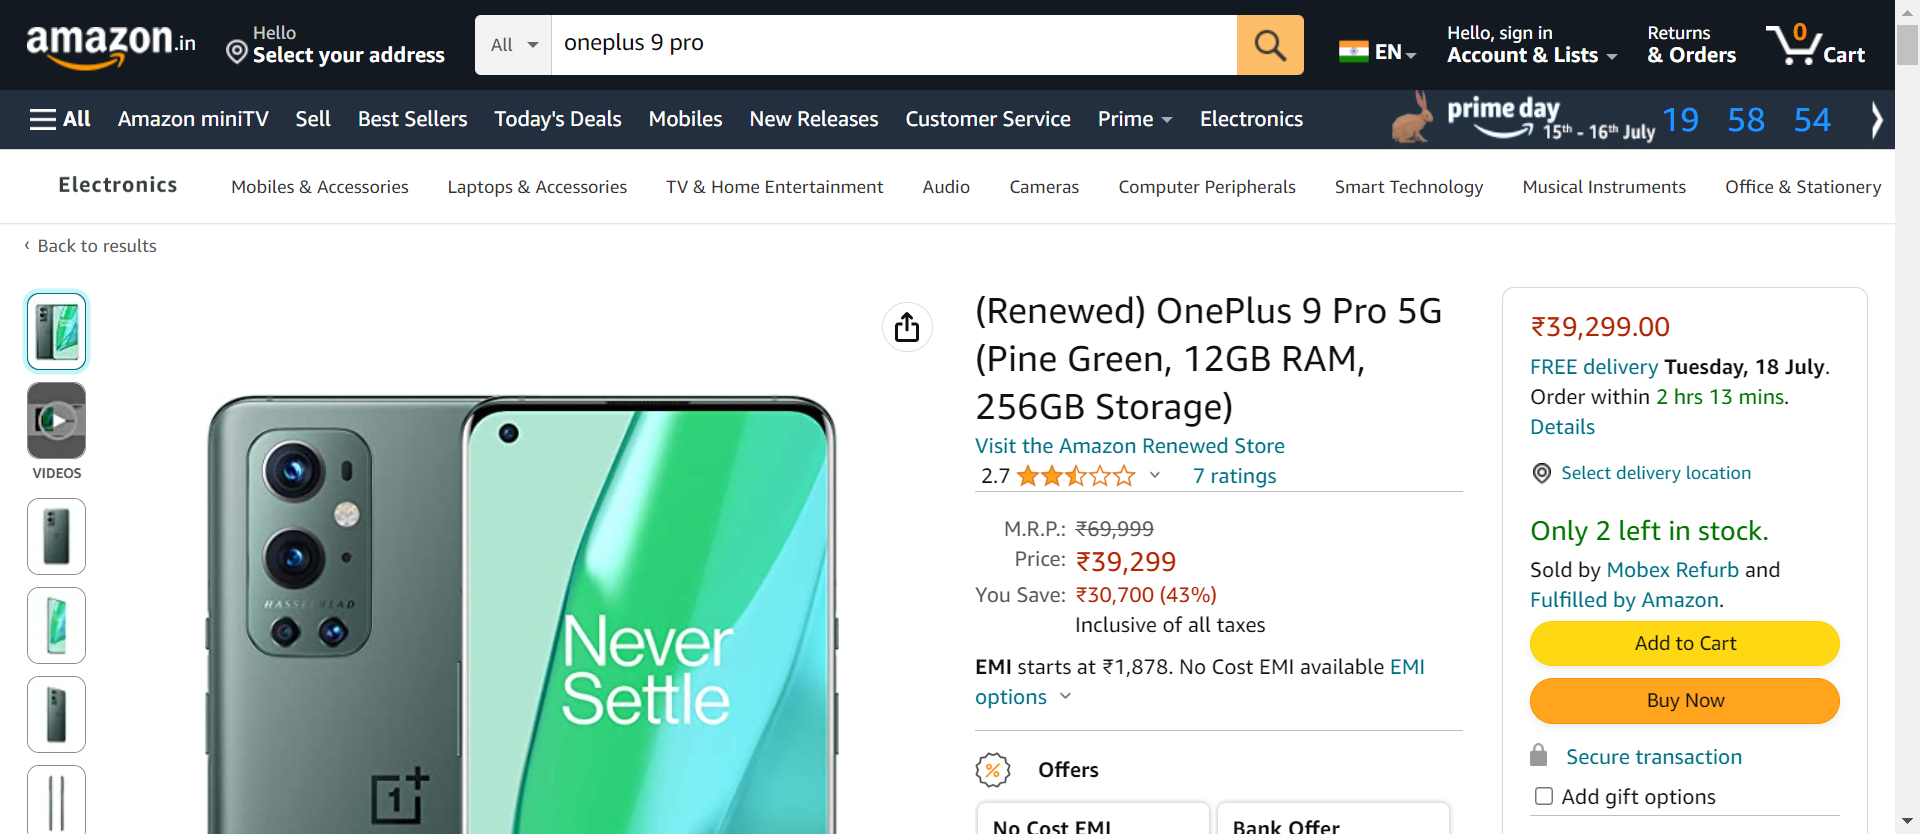 amazon.in
Hello
Select your address
All
oneplus 9 pro
EN
Hello, sign in
Account & Lists
Returns
& Orders
0
Cart
All
Amazon miniTV
Sell
Best Sellers
Today's Deals
Mobiles
New Releases
Customer Service
Prime
Electronics
prime day
15th - 16th July
19 58 54
Electronics
Mobiles & Accessories
Laptops & Accessories
TV & Home Entertainment
Audio
Cameras
Computer Peripherals
Smart Technology
Musical Instruments
Office & Stationery
‹ Back to results
VIDEOS
HASSELBLAD
Never
Settle
(Renewed) OnePlus 9 Pro 5G
(Pine Green, 12GB RAM,
256GB Storage)
Visit the Amazon Renewed Store
2.7
7 ratings
M.R.P.: ₹69,999
Price: ₹39,299
You Save: ₹30,700 (43%)
Inclusive of all taxes
EMI starts at ₹1,878. No Cost EMI available EMI
options
Offers
No Cost EMI
Bank Offer
₹39,299.00
FREE delivery Tuesday, 18 July.
Order within 2 hrs 13 mins.
Details
Select delivery location
Only 2 left in stock.
Sold by Mobex Refurb and
Fulfilled by Amazon.
Add to Cart
Buy Now
Secure transaction
Add gift options